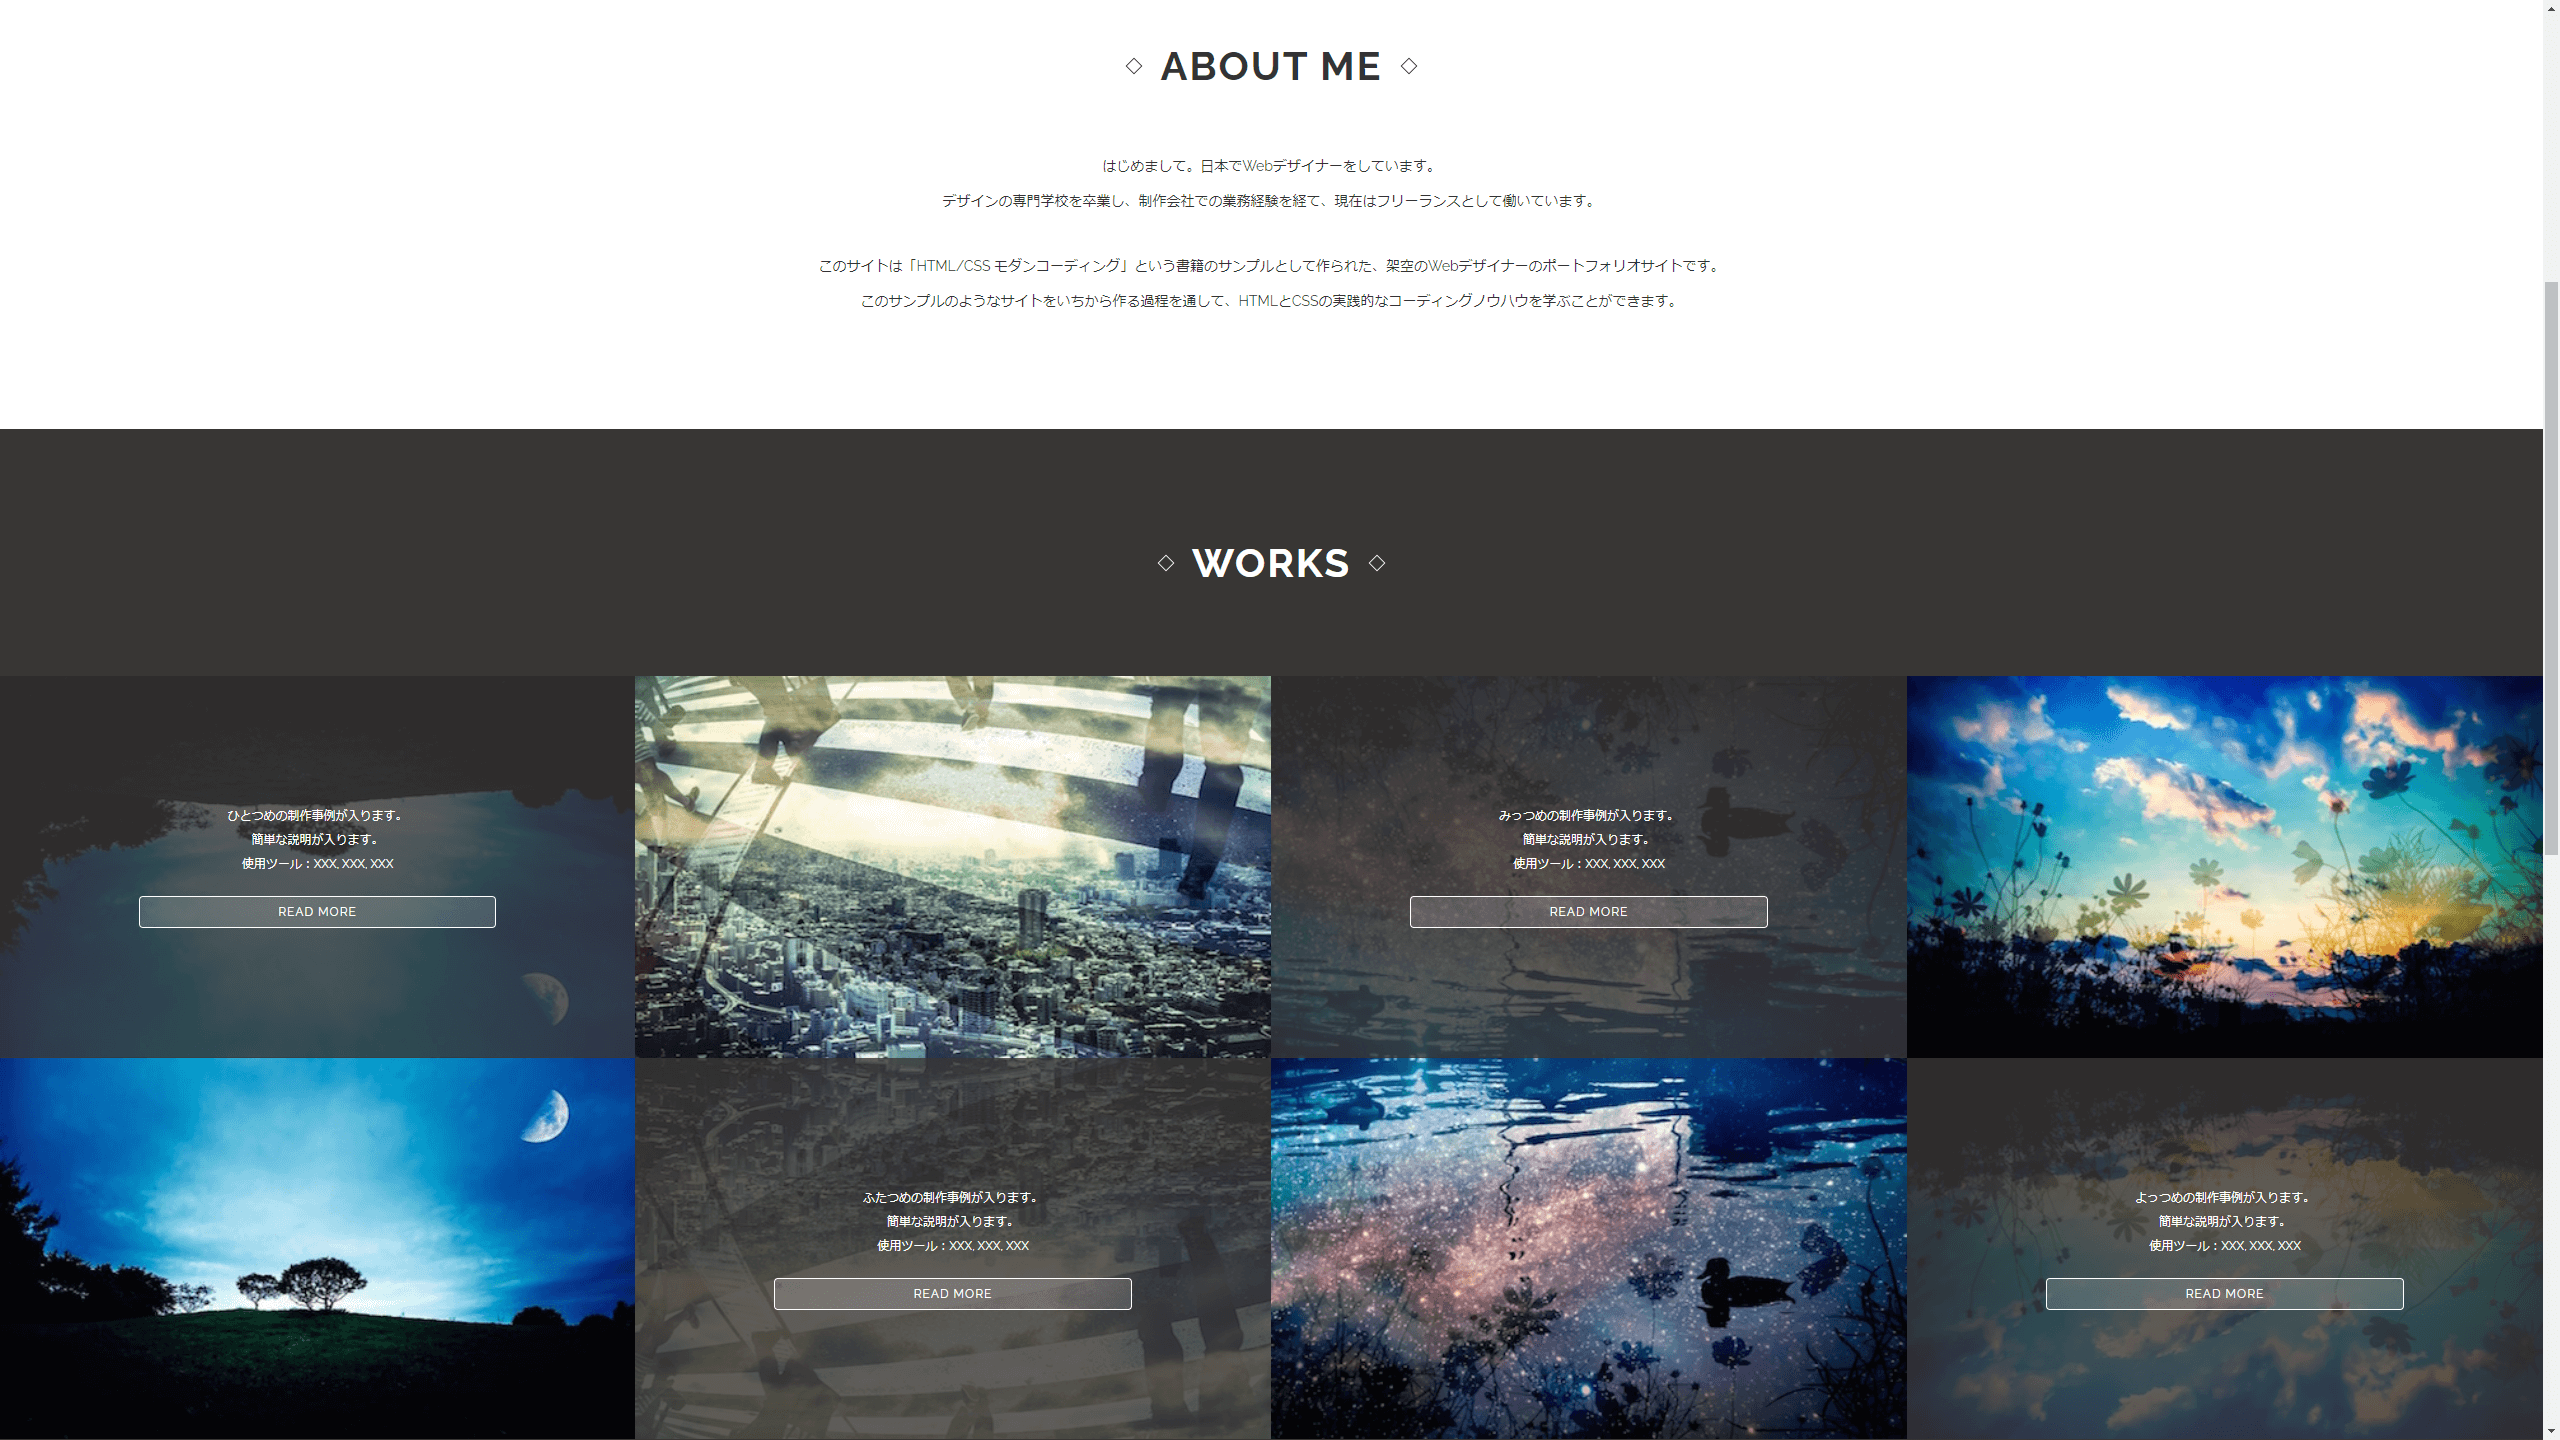 ABOUT ME
はじめまして。日本でWebデザイナーをしています。
デザインの専門学校を卒業し、制作会社での業務経験を経て、現在はフリーランスとして働いています。
このサイトは「HTML/CSS モダンコーディング」という書籍のサンプルとして作られた、架空のWebデザイナーのポートフォリオサイトです。
このサンプルのようなサイトをいちから作る過程を通して、HTMLとCSSの実践的なコーディングノウハウを学ぶことができます。
WORKS
ひとつめの制作事例が入ります。
簡単な説明が入ります。
使用ツール：XXX, XXX, XXX
READ MORE
みっつめの制作事例が入ります。
簡単な説明が入ります。
使用ツール：XXX, XXX, XXX
READ MORE
ふたつめの制作事例が入ります。
簡単な説明が入ります。
使用ツール：XXX, XXX, XXX
READ MORE
よっつめの制作事例が入ります。
簡単な説明が入ります。
使用ツール：XXX, XXX, XXX
READ MORE